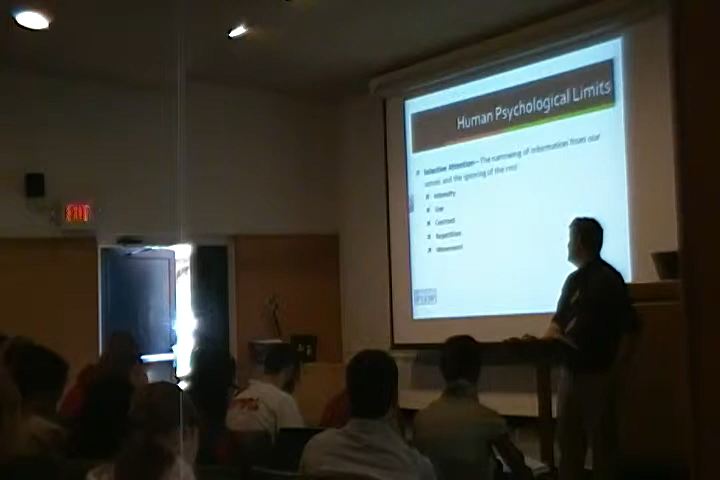 EXIT
Human Psychological Limits
Selective Attention – The narrowing of information from our
senses and the ignoring of the rest
Intensity
Size
Contrast
Repetition
Movement